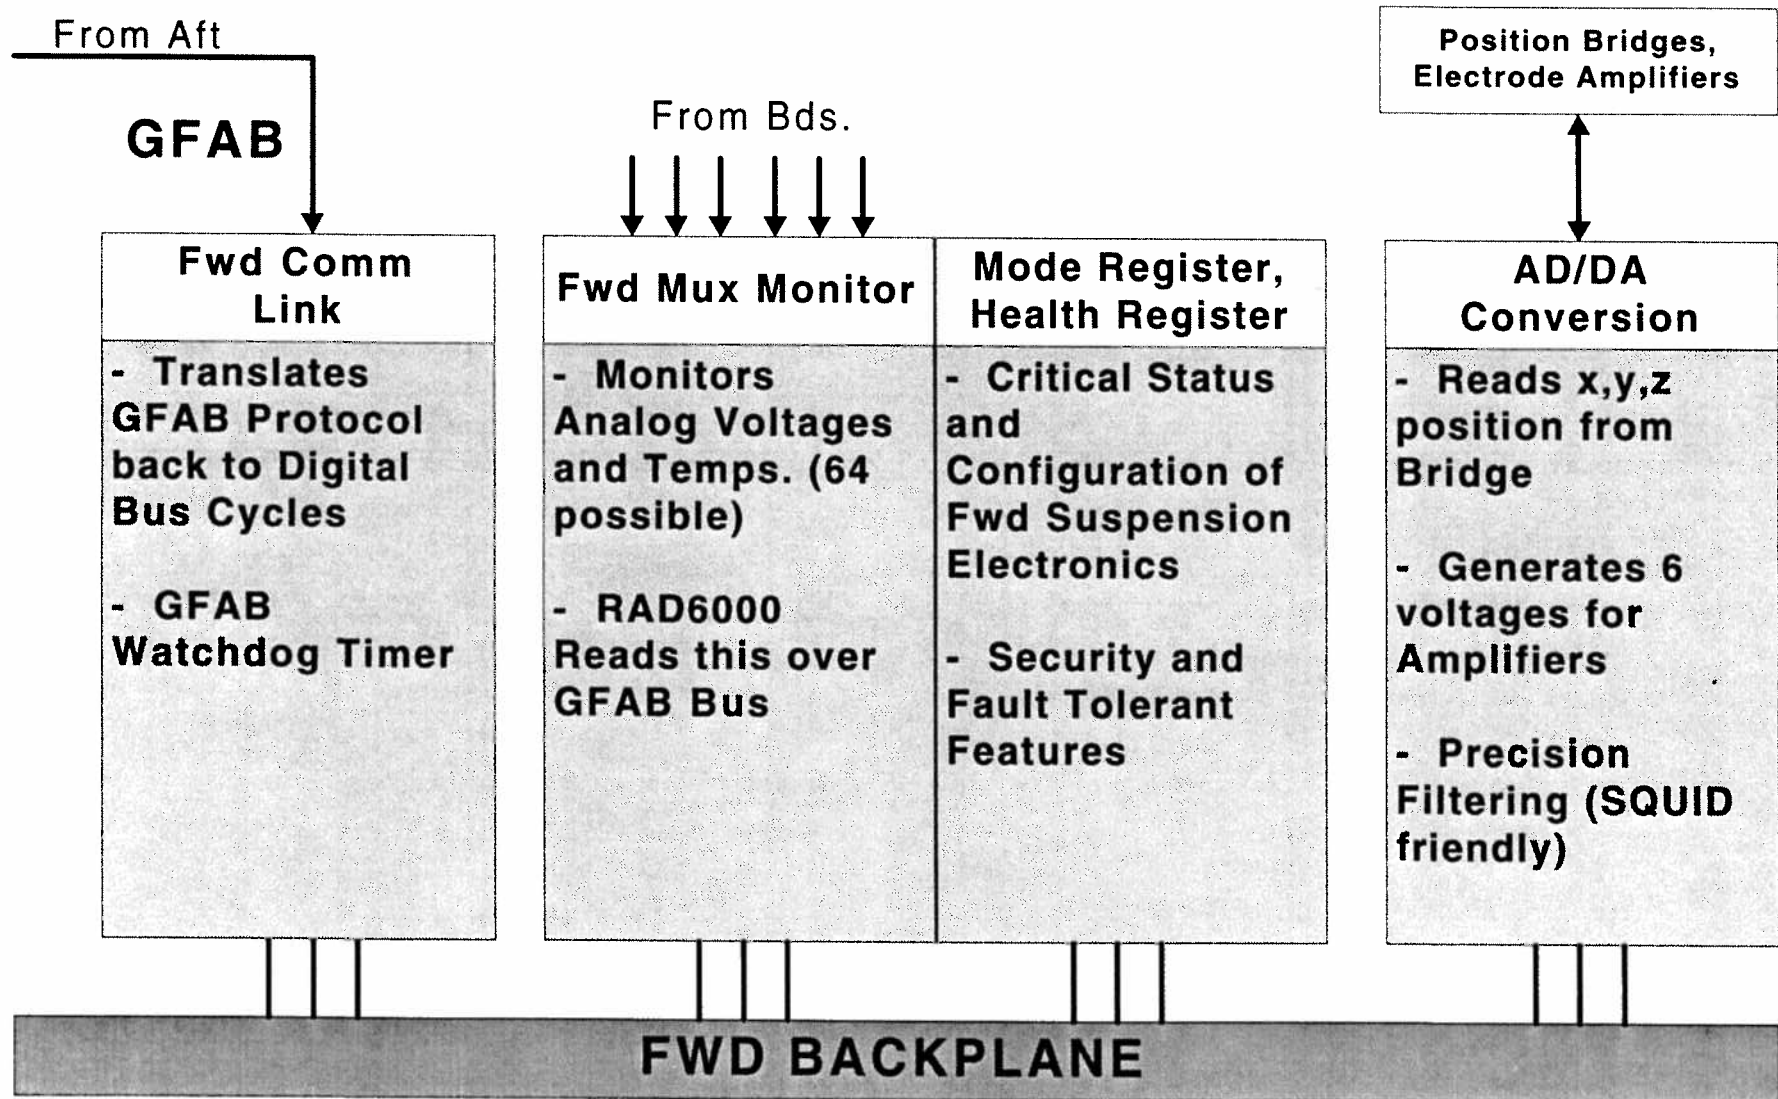 From Aft
GFAB
From Bds.
Position Bridges,
Electrode Amplifiers
Fwd Comm
Link
- Translates
GFAB Protocol
back to Digital
Bus Cycles
- GFAB
Watchdog Timer
Fwd Mux Monitor
- Monitors
Analog Voltages
and Temps. (64
possible)
- RAD6000
Reads this over
GFAB Bus
Mode Register,
Health Register
- Critical Status
and
Configuration of
Fwd Suspension
Electronics
- Security and
Fault Tolerant
Features
AD/DA
Conversion
- Reads x,y,z
position from
Bridge
- Generates 6
voltages for
Amplifiers
- Precision
Filtering (SQUID
friendly)
FWD BACKPLANE